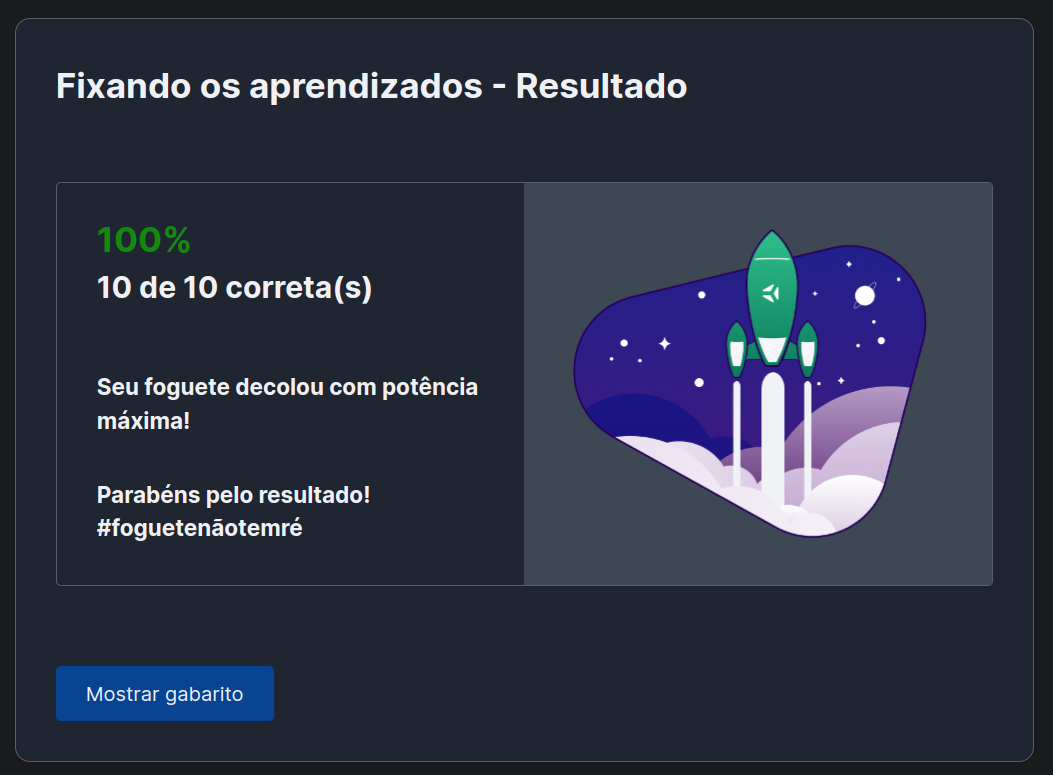 Fixando os aprendizados - Resultado
100%
10 de 10 correta(s)
Seu foguete decolou com potência
máxima!
Parabéns pelo resultado!
#foguetenãotemré
Mostrar gabarito